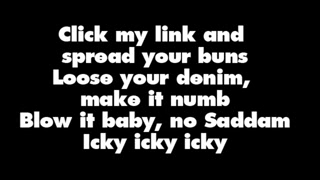 Click my link and
spread your buns
Loose your denim,
make it numb
Blow it baby, no Saddam
Icky icky icky